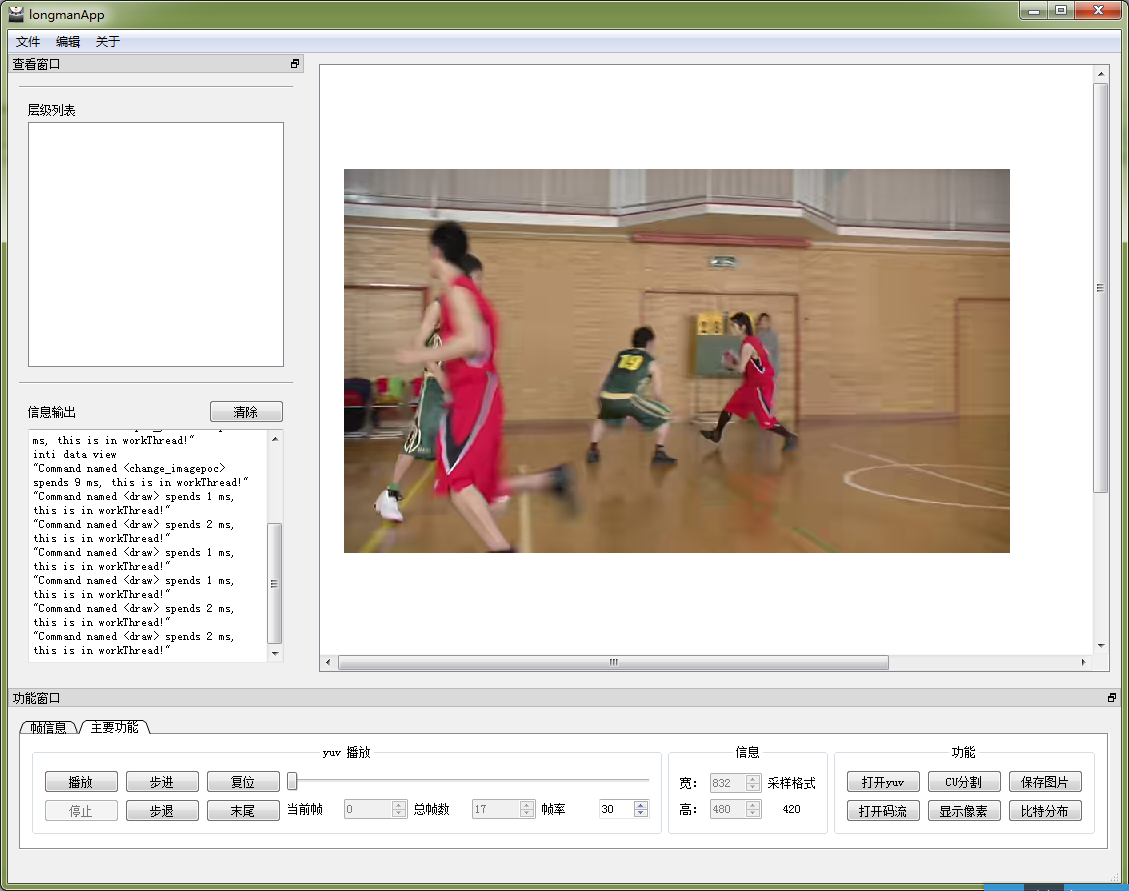 longmanApp
文件 编辑 关于
查看窗口
层级列表
信息输出 清除
ms, this is in workThread!"
inti data view
"Command named <change_imagepoc>
spends 9 ms, this is in workThread!"
"Command named <draw> spends 1 ms,
this is in workThread!"
"Command named <draw> spends 2 ms,
this is in workThread!"
"Command named <draw> spends 1 ms,
this is in workThread!"
"Command named <draw> spends 1 ms,
this is in workThread!"
"Command named <draw> spends 2 ms,
this is in workThread!"
"Command named <draw> spends 2 ms,
this is in workThread!"
19
功能窗口
帧信息 主要功能
yuv 播放
播放 步进 复位
停止 步退 末尾 当前帧 0 总帧数 17 帧率 30
信息
宽: 832 采样格式
高: 480 420
功能
打开yuv CU分割 保存图片
打开码流 显示像素 比特分布